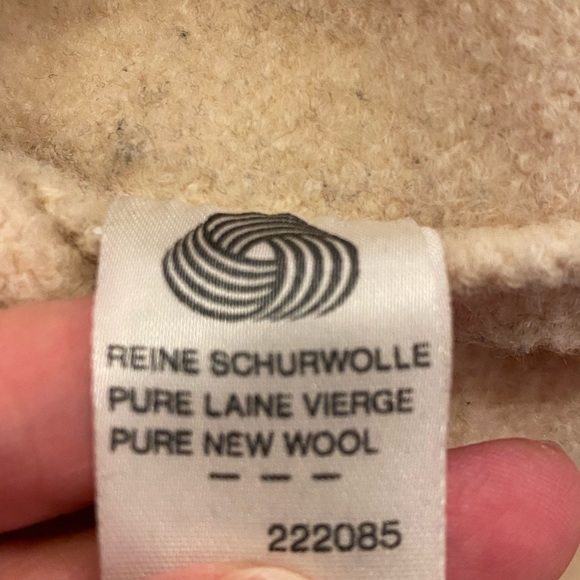 REINE SCHURWOLLE
PURE LAINE VIERGE
PURE NEW WOOL
— — —
222085